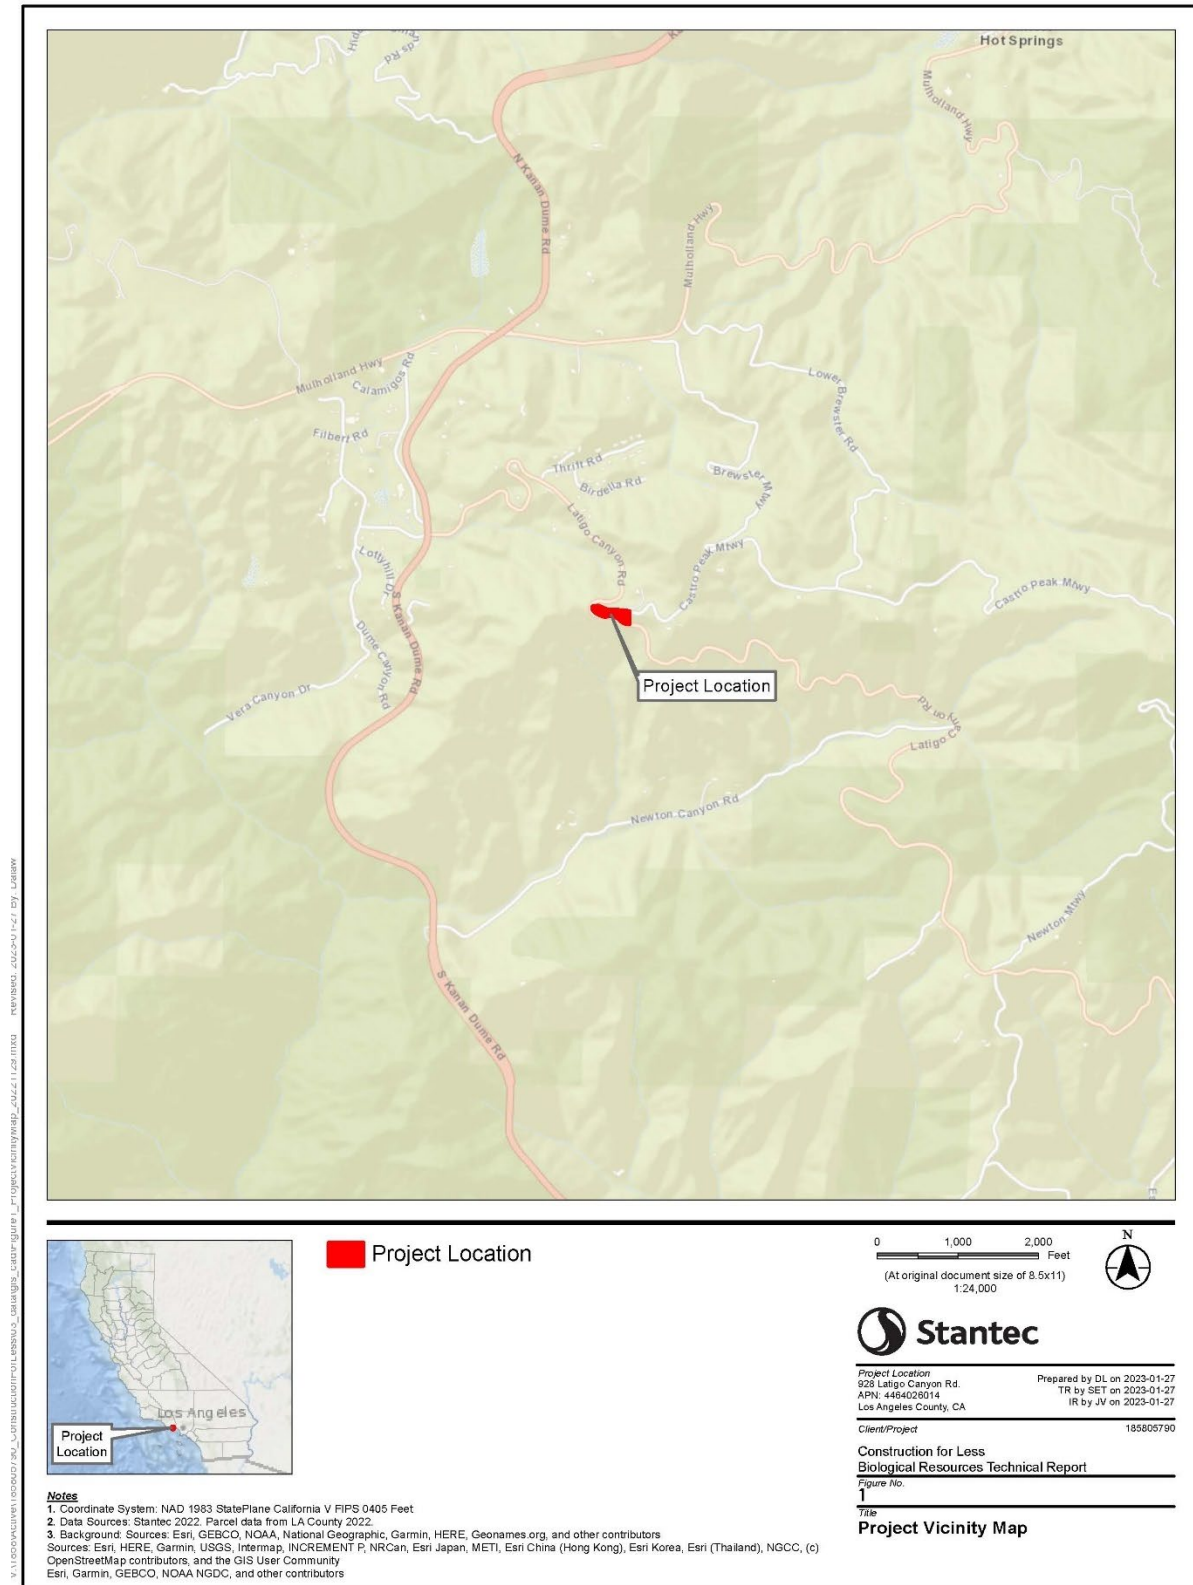 Hot Springs
Mulholland Hwy
N Kanan Dume Rd
Mulholland Hwy
Mulholland Hwy
Calamigos Rd
Lower Brewster Rd
Filbert Rd
Thrift Rd
Birdella Rd
Brewster Mtwy
Latigo Canyon Rd
Castro Peak Mtwy
Castro Peak Mtwy
Loftyhill Dr
S Kanan Dume Rd
Dume Canyon Rd
Project Location
Vera Canyon Dr
Latigo Canyon Rd
Newton Canyon Rd
Newton Mtwy
S Kanan Dume Rd
Project Location
0 1,000 2,000
Feet
(At original document size of 8.5x11)
1:24,000
N
Stantec
Los Angeles
Project
Location
Project Location
928 Latigo Canyon Rd.
APN: 4464026014
Los Angeles County, CA
Prepared by DL on 2023-01-27
TR by SET on 2023-01-27
IR by JV on 2023-01-27
Client/Project 185805790
Construction for Less
Biological Resources Technical Report
Figure No.
1
Title
Project Vicinity Map
Notes
1. Coordinate System: NAD 1983 StatePlane California V FIPS 0405 Feet
2. Data Sources: Stantec 2022. Parcel data from LA County 2022.
3. Background: Sources: Esri, GEBCO, NOAA, National Geographic, Garmin, HERE, Geonames.org, and other contributors
Sources: Esri, HERE, Garmin, USGS, Intermap, INCREMENT P, NRCan, Esri Japan, METI, Esri China (Hong Kong), Esri Korea, Esri (Thailand), NGCC, (c)
OpenStreetMap contributors, and the GIS User Community
Esri, Garmin, GEBCO, NOAA NGDC, and other contributors